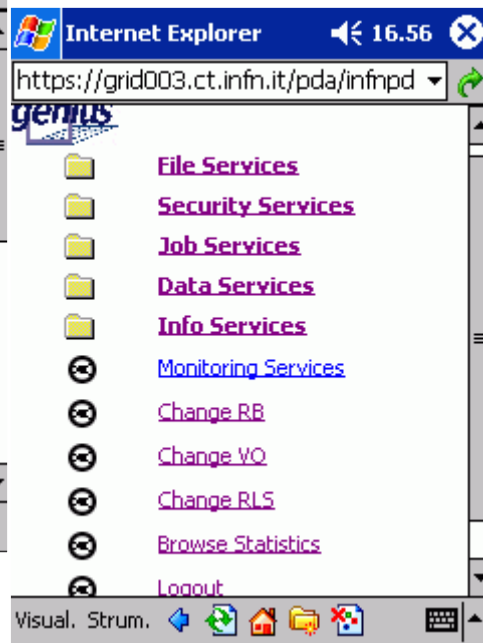 Internet Explorer 16.56
https://grid003.ct.infn.it/pda/infnpd
genius
File Services
Security Services
Job Services
Data Services
Info Services
Monitoring Services
Change RB
Change VO
Change RLS
Browse Statistics
Logout
Visual. Strum.